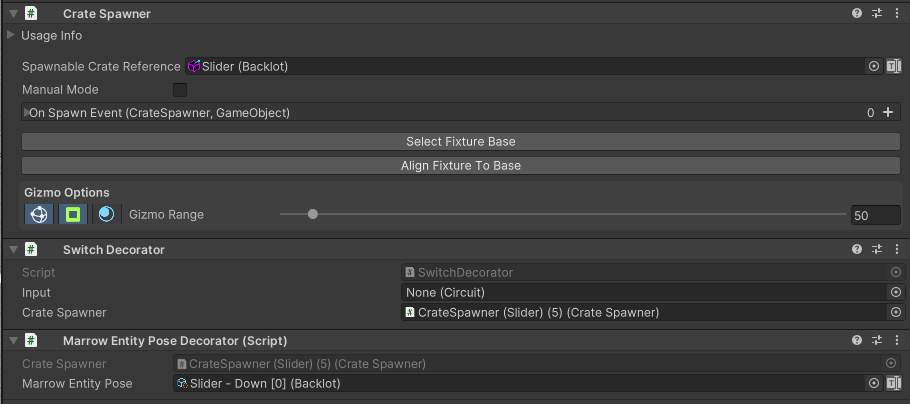 Crate Spawner
Usage Info
Spawnable Crate Reference Slider (Backlot)
Manual Mode
On Spawn Event (CrateSpawner, GameObject) 0
Select Fixture Base
Align Fixture To Base
Gizmo Options
Gizmo Range 50
Switch Decorator
Script SwitchDecorator
Input None (Circuit)
Crate Spawner CrateSpawner (Slider) (5) (Crate Spawner)
Marrow Entity Pose Decorator (Script)
Crate Spawner CrateSpawner (Slider) (5) (Crate Spawner)
Marrow Entity Pose Slider - Down [0] (Backlot)